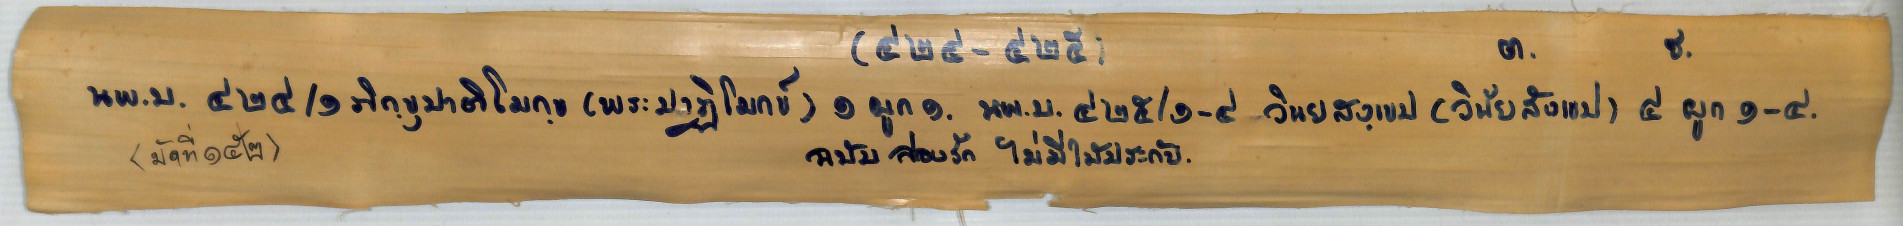 (๔๒๔-๔๒๕) ต. ช.
นพ.บ. ๔๒๔/๑ ภิกฺขุปาติโมกฺข (พระปาฏิโมกข์) ๑ ผูก ๑. นพ.บ. ๔๒๕/๑-๔ วินยสงฺเขป (วินัยสังเขป) ๔ ผูก ๑-๔.
(มัดที่ ๑๕๒) ฉบับ ล่องรัก ไม่มีไม้ประกับ.